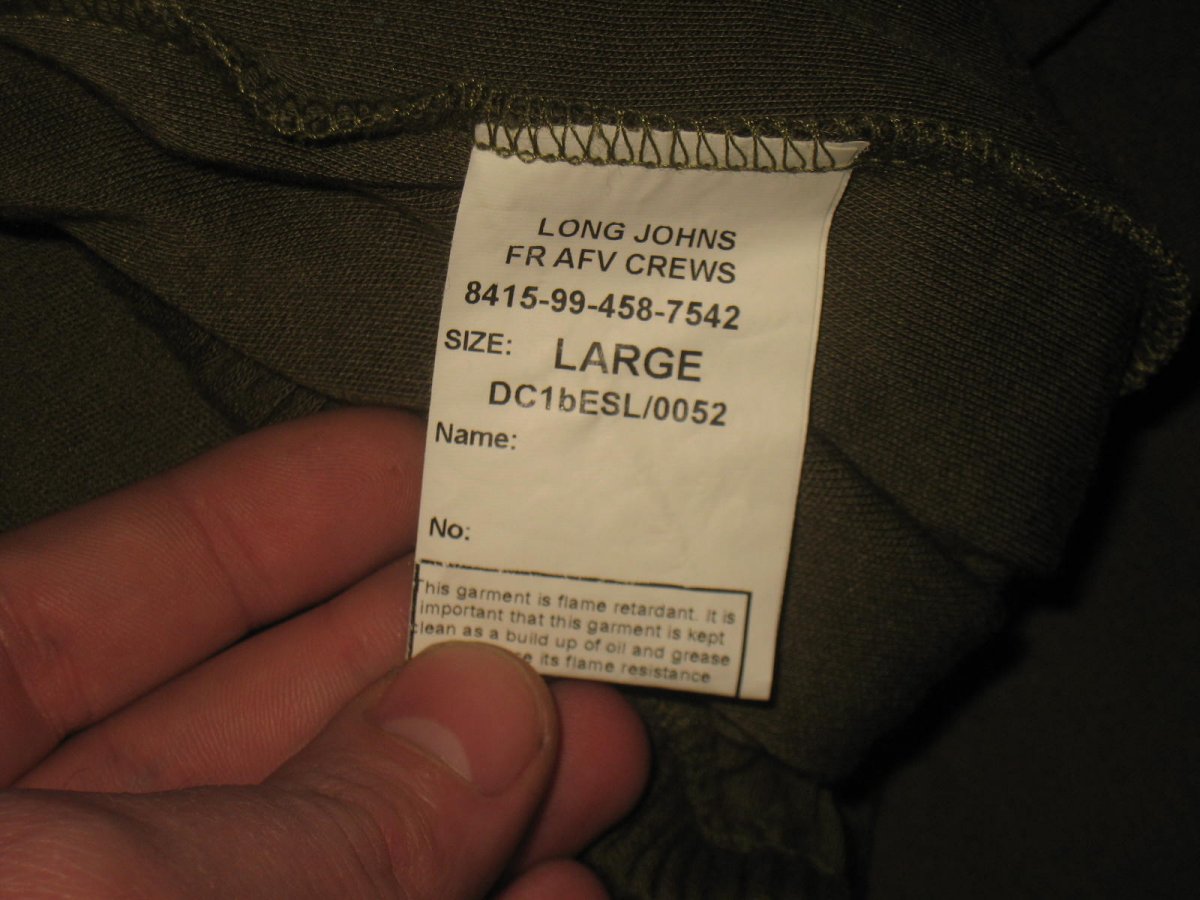 LONG JOHNS
FR AFV CREWS
8415-99-458-7542
SIZE: LARGE
DC1bESL/0052
Name:
No:
This garment is flame retardant. It is
important that this garment is kept
clean as a build up of oil and grease
its flame resistance